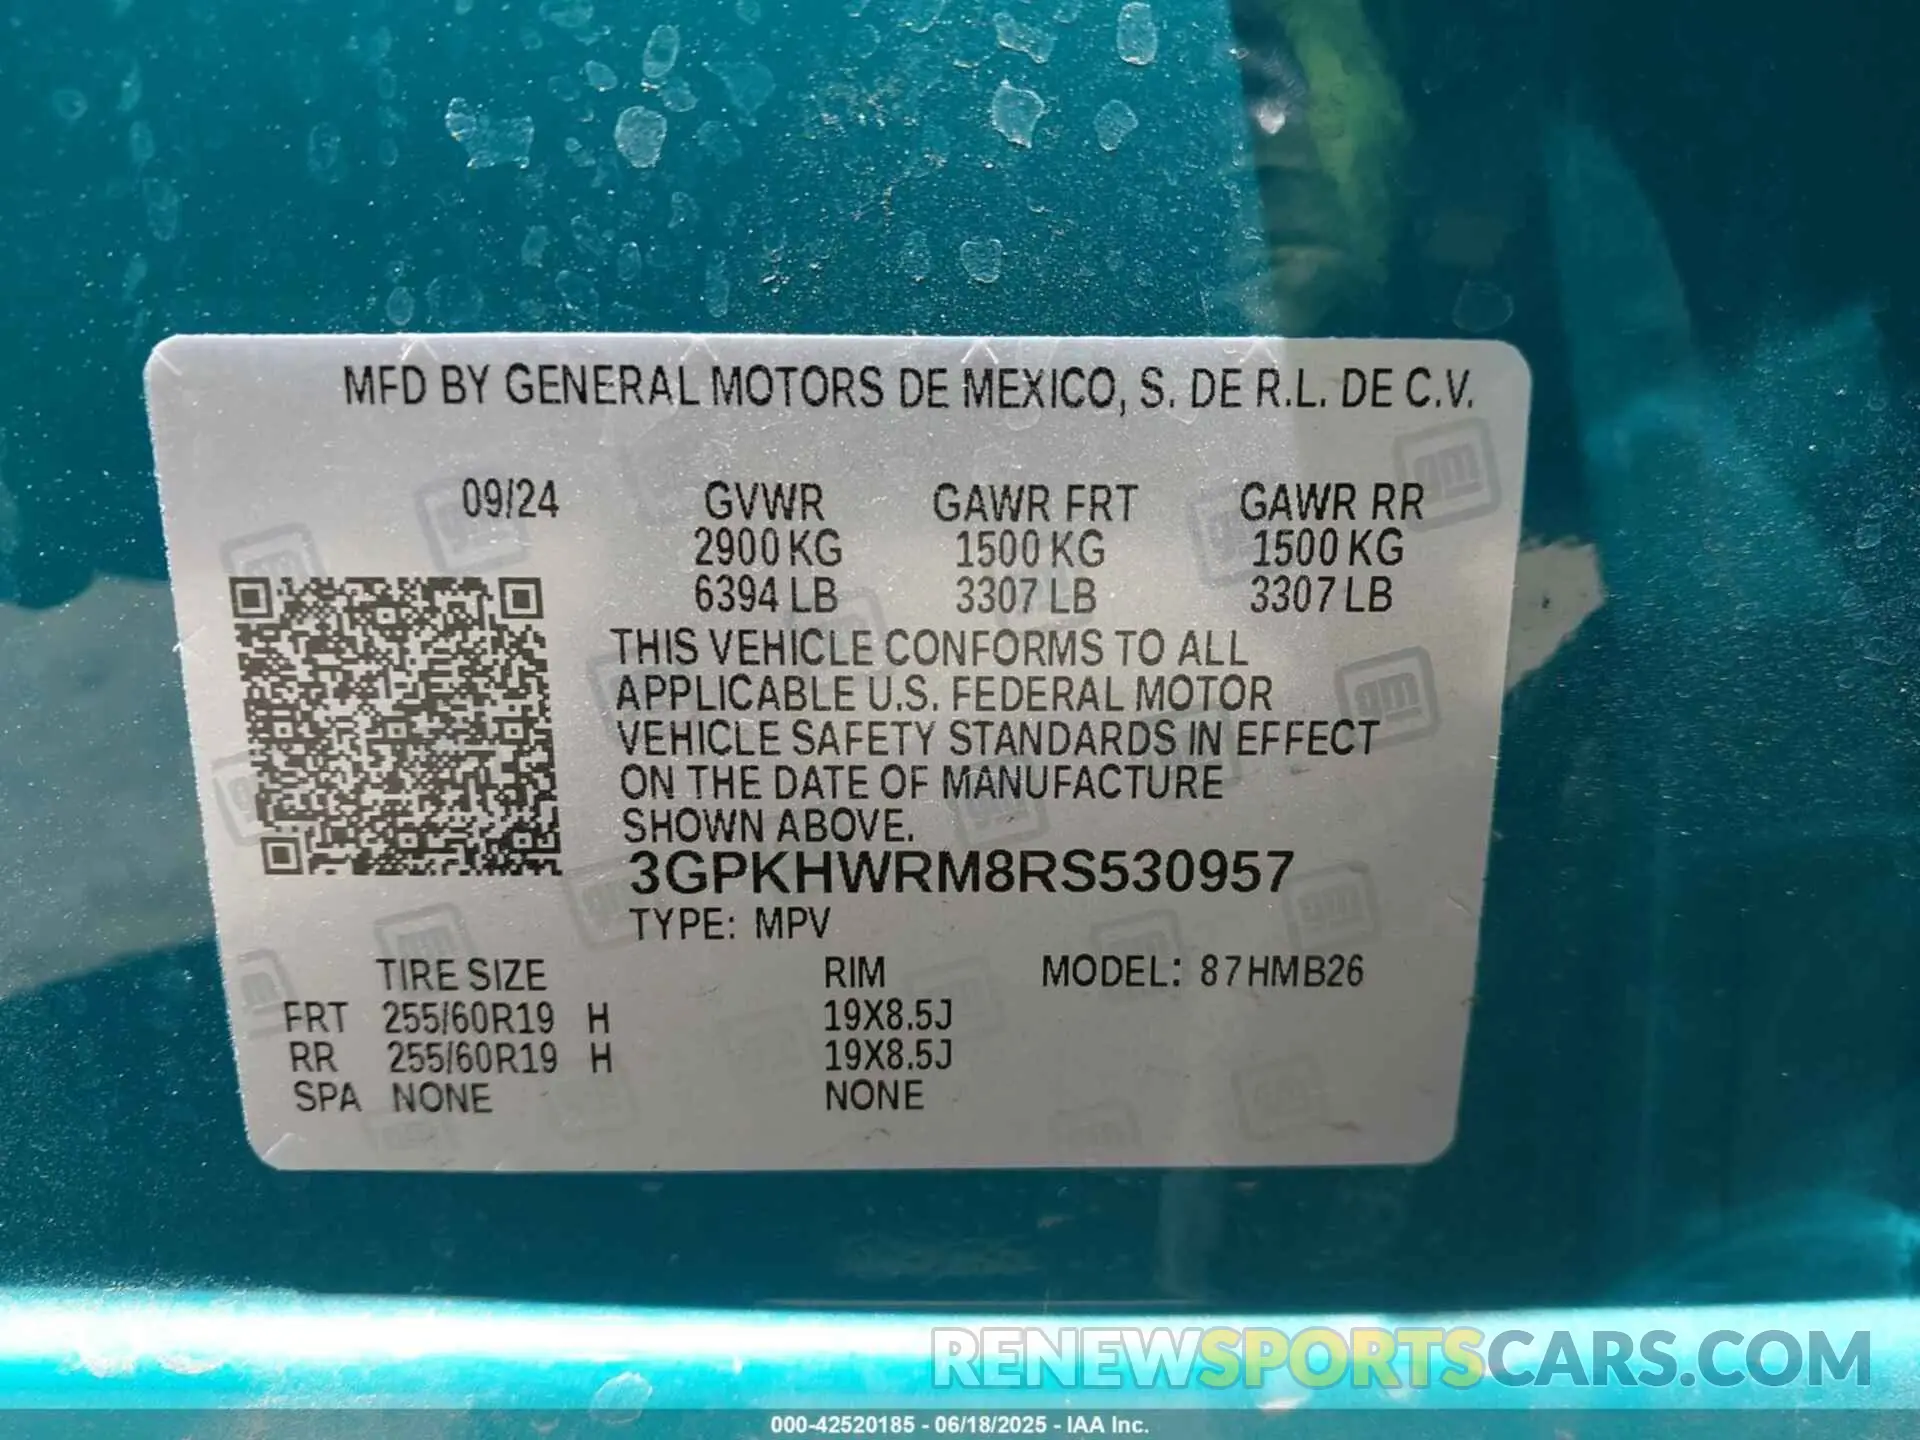 MFD BY GENERAL MOTORS DE MEXICO, S. DE R.L. DE C.V.
09/24 GVWR GAWR FRT GAWR RR
2900 KG 1500 KG 1500 KG
6394 LB 3307 LB 3307 LB
THIS VEHICLE CONFORMS TO ALL
APPLICABLE U.S. FEDERAL MOTOR
VEHICLE SAFETY STANDARDS IN EFFECT
ON THE DATE OF MANUFACTURE
SHOWN ABOVE.
3GPKHWRM8RS530957
TYPE: MPV
TIRE SIZE RIM MODEL: 87HMB26
FRT 255/60R19 H 19X8.5J
RR 255/60R19 H 19X8.5J
SPA NONE NONE
RENEWSPORTSCARS.COM
000-42520185 - 06/18/2025 - IAA Inc.